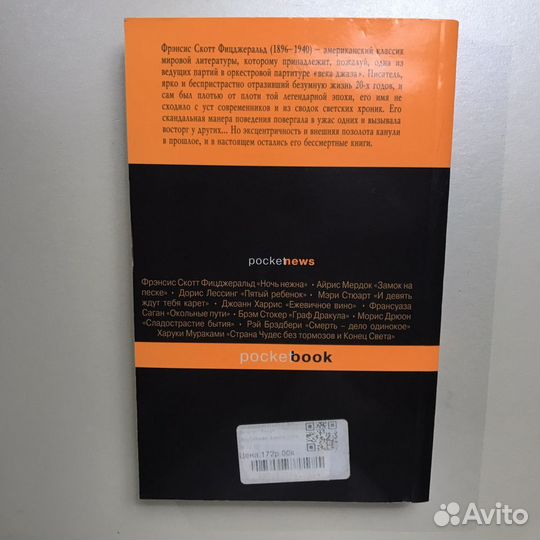 Фрэнсис Скотт Фицджеральд (1896–1940) – американский классик
мировой литературы, которому принадлежит, пожалуй, одна из
ведущих партий в оркестровой партитуре «века джаза». Писатель,
ярко и беспристрастно отразивший безумную жизнь 20-х годов, и
сам был плотью от плоти той легендарной эпохи, его имя не
сходило с уст современников и из сводок светских хроник. Его
скандальная манера поведения повергала в ужас одних и вызывала
восторг у других... Но эксцентричность и внешняя позолота канули
в прошлое, и в настоящем остались его бессмертные книги.
pocketnews
Фрэнсис Скотт Фицджеральд «Ночь нежна» • Айрис Мердок «Замок на
песке» • Дорис Лессинг «Пятый ребенок» • Мэри Стюарт «И девять
ждут тебя карет» • Джоанн Харрис «Ежевичное вино» • Франсуаза
Саган «Окольные пути» • Брэм Стокер «Граф Дракула» • Морис Дрюон
«Сладострастие бытия» • Рэй Брэдбери «Смерть – дело одинокое»
Харуки Мураками «Страна Чудес без тормозов и Конец Света»
pocketbook
Цена:172р.00к.
Avito